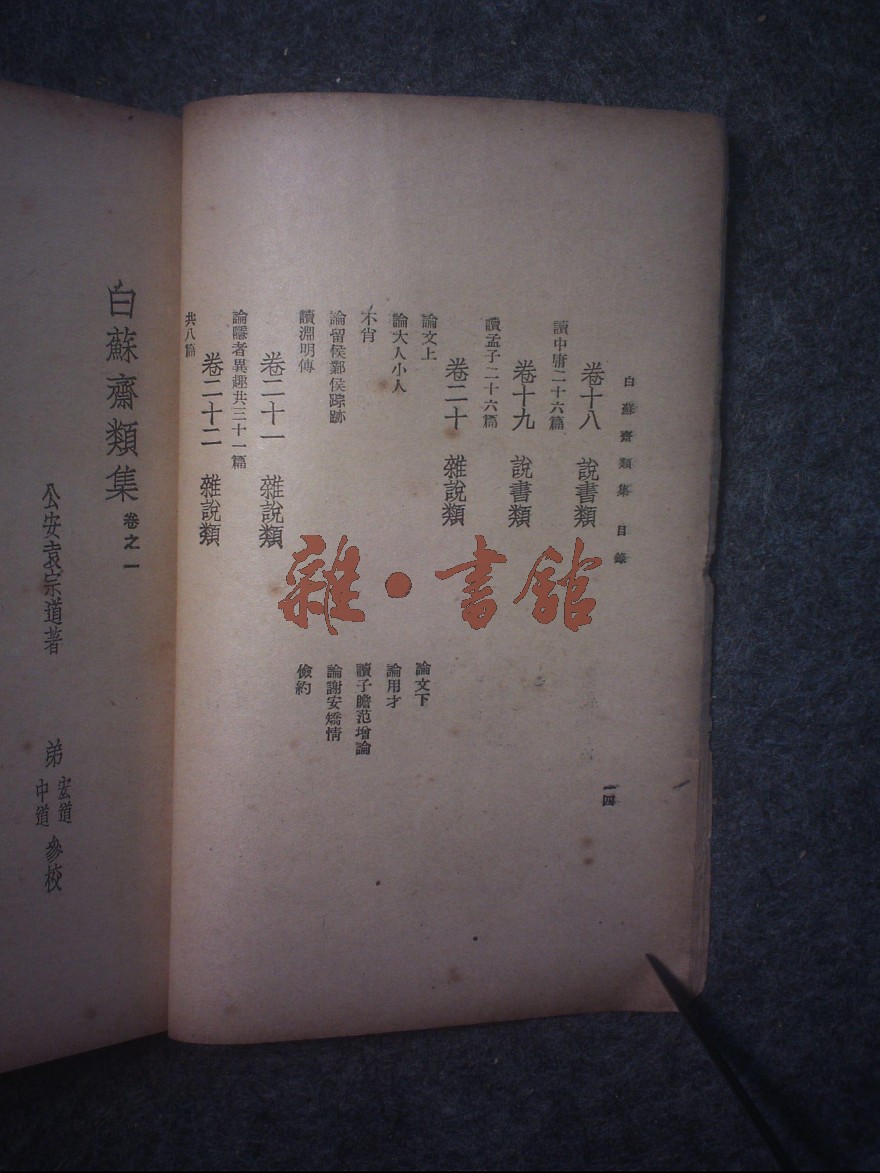 白蘇齋類集 目錄
一四
卷十八 說書類
讀中庸二十六篇
卷十九 說書類
讀孟子二十六篇
卷二十 雜說類
論文上
論文下
論大人小人
論用才
不肖
讀子瞻范增論
論留侯鄴侯踪跡
論謝安矯情
讀淵明傳
儉約
卷二十一 雜說類
論隱者異趣共三十一篇
卷二十二 雜說類
共八篇
白蘇齋類集 卷之一
公安袁宗道著
弟 宏道 中道 參校
雜·書館